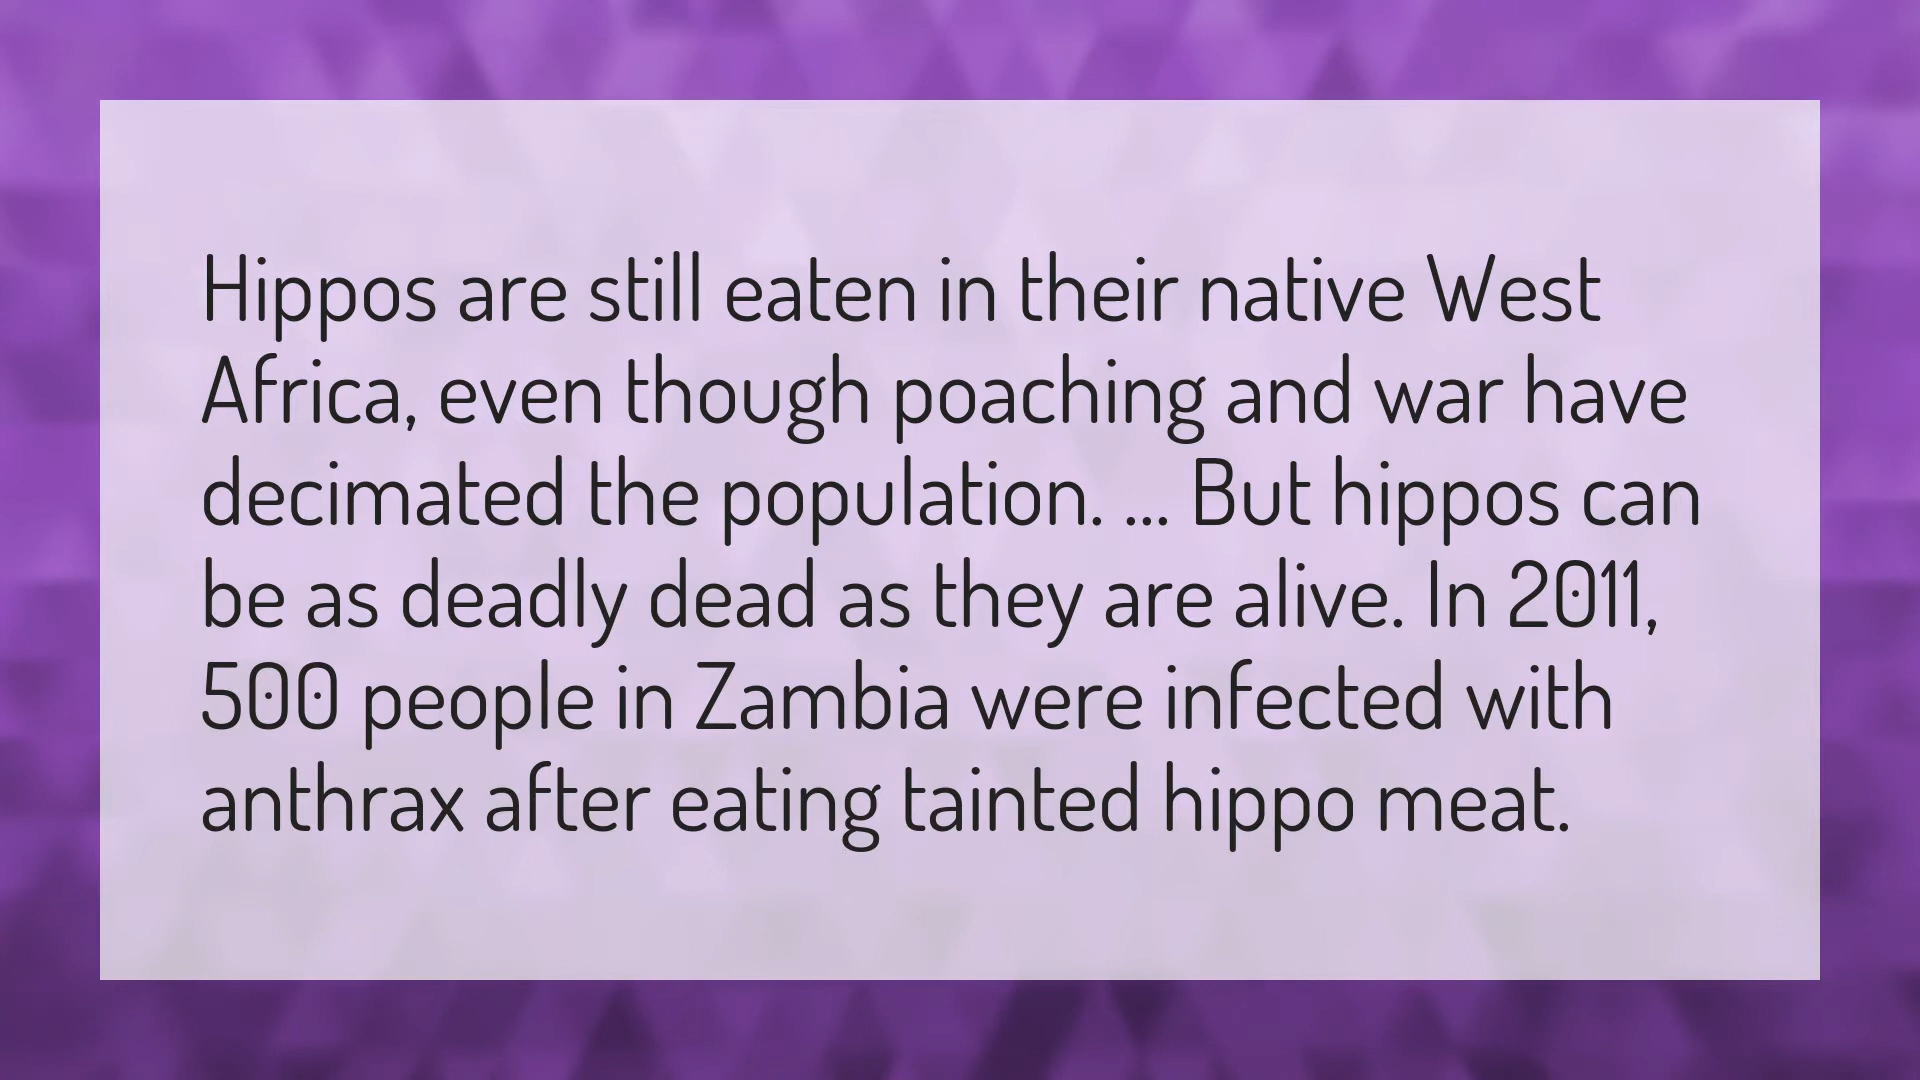 Hippos are still eaten in their native West
Africa, even though poaching and war have
decimated the population. ... But hippos can
be as deadly dead as they are alive. In 2011,
500 people in Zambia were infected with
anthrax after eating tainted hippo meat.